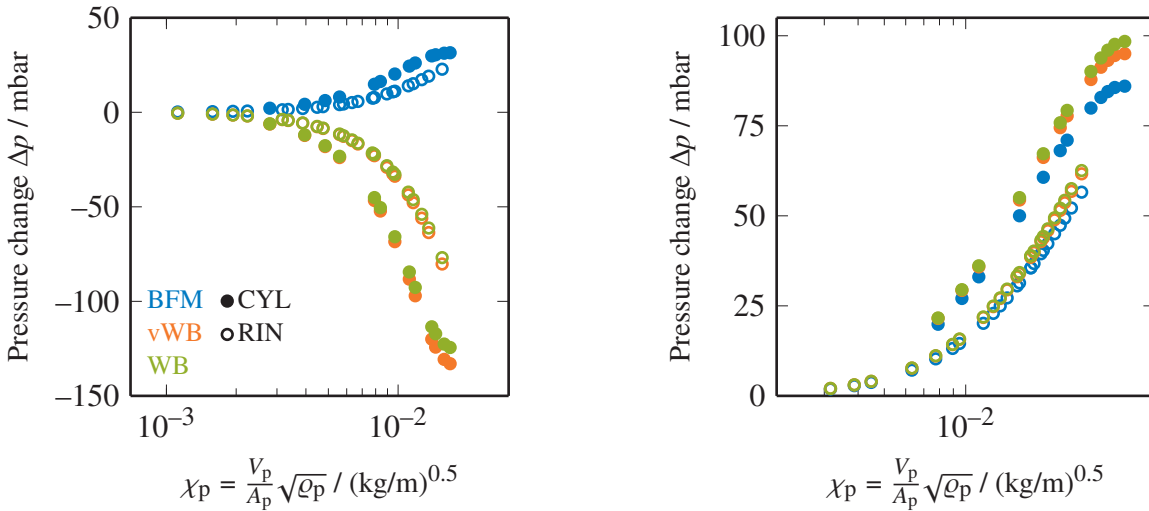 Pressure change Δp / mbar
50
0
−50
−100
−150
BFM CYL
vWB RIN
WB
10⁻³ 10⁻²
χp = Vp/Ap √ϱp / (kg/m)^0.5
Pressure change Δp / mbar
100
75
50
25
0
10⁻²
χp = Vp/Ap √ϱp / (kg/m)^0.5